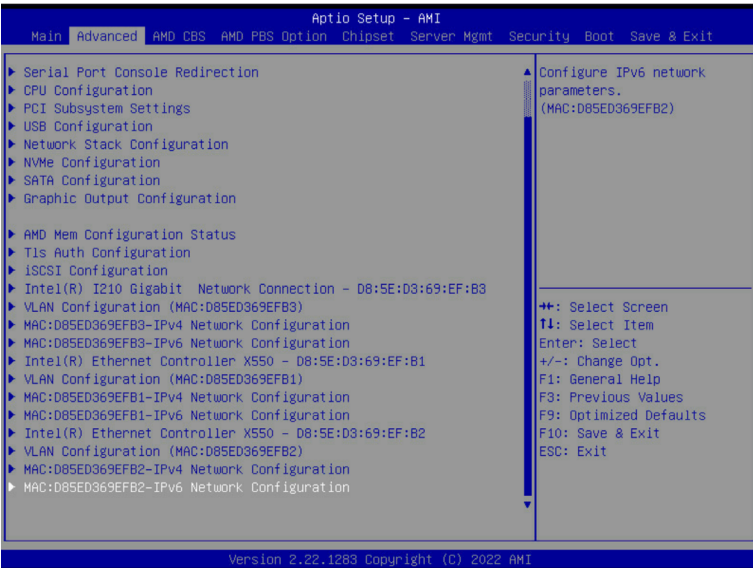 Aptio Setup – AMI
Main Advanced AMD CBS AMD PBS Option Chipset Server Mgmt Security Boot Save & Exit
Serial Port Console Redirection
CPU Configuration
PCI Subsystem Settings
USB Configuration
Network Stack Configuration
NVMe Configuration
SATA Configuration
Graphic Output Configuration
AMD Mem Configuration Status
Tls Auth Configuration
iSCSI Configuration
Intel(R) I210 Gigabit  Network Connection – D8:5E:D3:69:EF:B3
VLAN Configuration (MAC:D85ED369EFB3)
MAC:D85ED369EFB3–IPv4 Network Configuration
MAC:D85ED369EFB3–IPv6 Network Configuration
Intel(R) Ethernet Controller X550 – D8:5E:D3:69:EF:B1
VLAN Configuration (MAC:D85ED369EFB1)
MAC:D85ED369EFB1–IPv4 Network Configuration
MAC:D85ED369EFB1–IPv6 Network Configuration
Intel(R) Ethernet Controller X550 – D8:5E:D3:69:EF:B2
VLAN Configuration (MAC:D85ED369EFB2)
MAC:D85ED369EFB2–IPv4 Network Configuration
MAC:D85ED369EFB2–IPv6 Network Configuration
Configure IPv6 network
parameters.
(MAC:D85ED369EFB2)
→←: Select Screen
↑↓: Select Item
Enter: Select
+/-: Change Opt.
F1: General Help
F3: Previous Values
F9: Optimized Defaults
F10: Save & Exit
ESC: Exit
Version 2.22.1283 Copyright (C) 2022 AMI